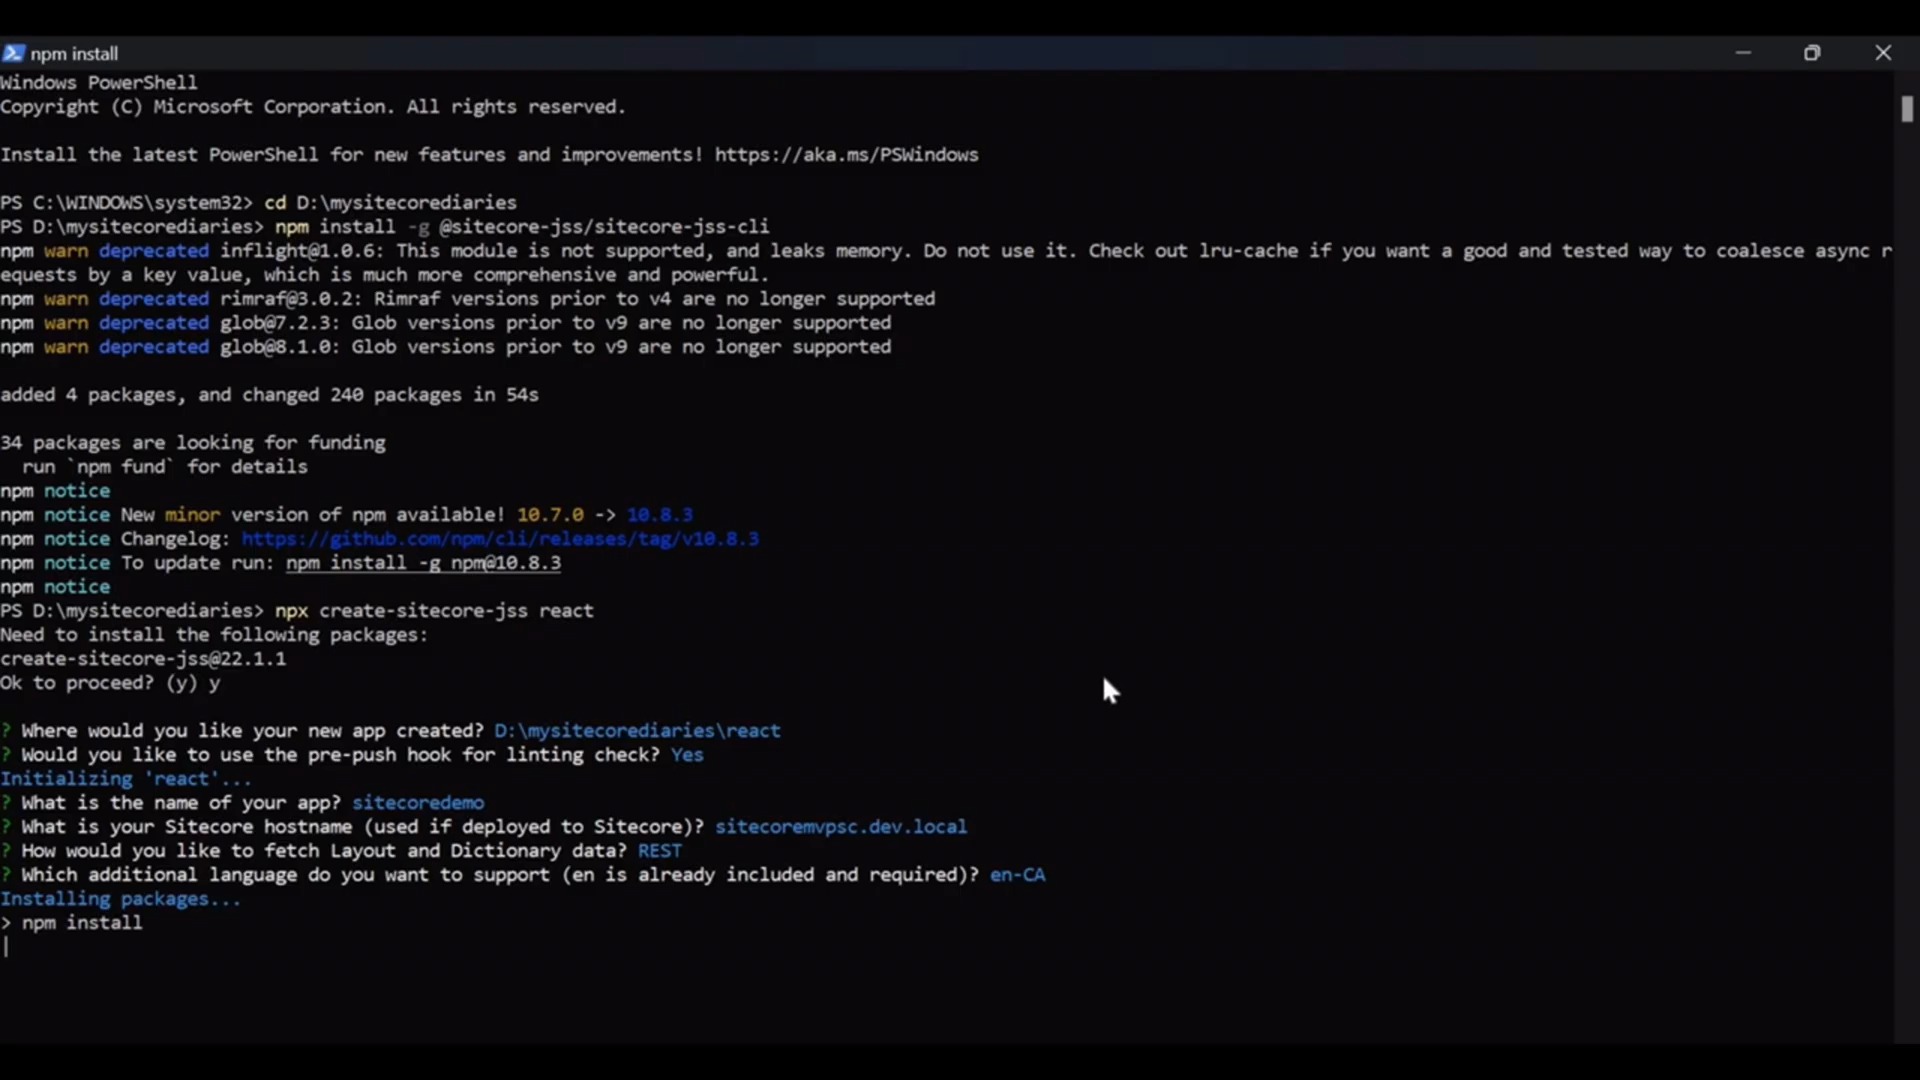 npm install
Windows PowerShell
Copyright (C) Microsoft Corporation. All rights reserved.
Install the latest PowerShell for new features and improvements! https://aka.ms/PSWindows
PS C:\WINDOWS\system32> cd D:\mysitecorediaries
PS D:\mysitecorediaries> npm install -g @sitecore-jss/sitecore-jss-cli
npm warn deprecated inflight@1.0.6: This module is not supported, and leaks memory. Do not use it. Check out lru-cache if you want a good and tested way to coalesce async r
equests by a key value, which is much more comprehensive and powerful.
npm warn deprecated rimraf@3.0.2: Rimraf versions prior to v4 are no longer supported
npm warn deprecated glob@7.2.3: Glob versions prior to v9 are no longer supported
npm warn deprecated glob@8.1.0: Glob versions prior to v9 are no longer supported
added 4 packages, and changed 240 packages in 54s
34 packages are looking for funding
  run `npm fund` for details
npm notice
npm notice New minor version of npm available! 10.7.0 -> 10.8.3
npm notice Changelog: https://github.com/npm/cli/releases/tag/v10.8.3
npm notice To update run: npm install -g npm@10.8.3
npm notice
PS D:\mysitecorediaries> npx create-sitecore-jss react
Need to install the following packages:
create-sitecore-jss@22.1.1
Ok to proceed? (y) y
? Where would you like your new app created? D:\mysitecorediaries\react
? Would you like to use the pre-push hook for linting check? Yes
Initializing 'react'...
? What is the name of your app? sitecoredemo
? What is your Sitecore hostname (used if deployed to Sitecore)? sitecoremvpsc.dev.local
? How would you like to fetch Layout and Dictionary data? REST
? Which additional language do you want to support (en is already included and required)? en-CA
Installing packages...
> npm install